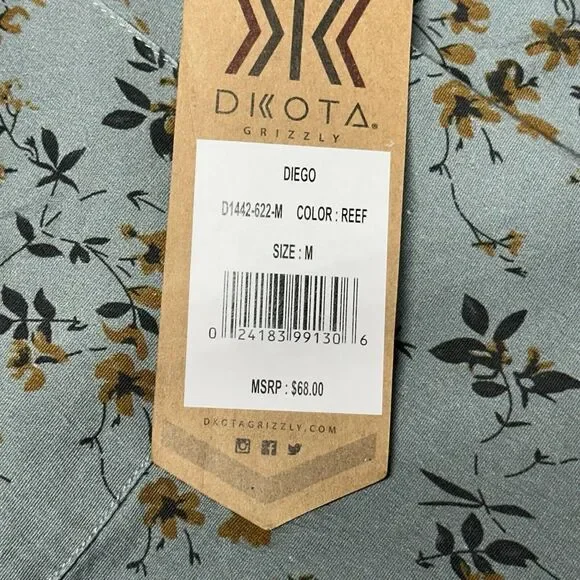 DKOTA®
GRIZZLY
DIEGO
D1442-622-M COLOR : REEF
SIZE : M
0 24183 99130 6
MSRP : $68.00
DKOTAGRIZZLY.COM